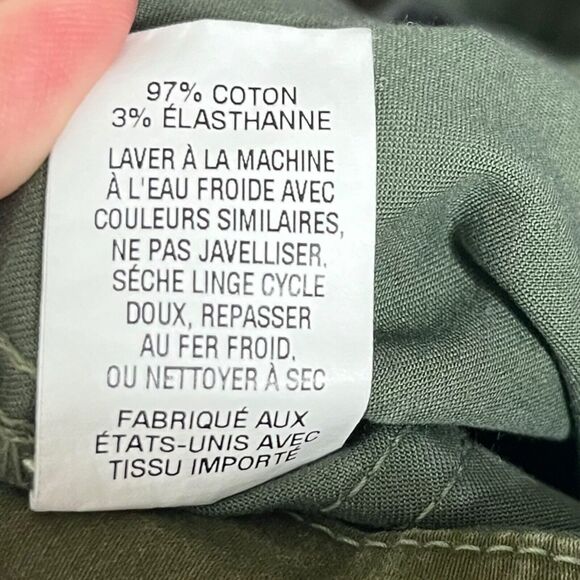 97% COTON
3% ÉLASTHANNE
LAVER À LA MACHINE
À L'EAU FROIDE AVEC
COULEURS SIMILAIRES,
NE PAS JAVELLISER,
SÉCHE LINGE CYCLE
DOUX, REPASSER
AU FER FROID,
OU NETTOYER À SEC
FABRIQUÉ AUX
ÉTATS-UNIS AVEC
TISSU IMPORTÉ